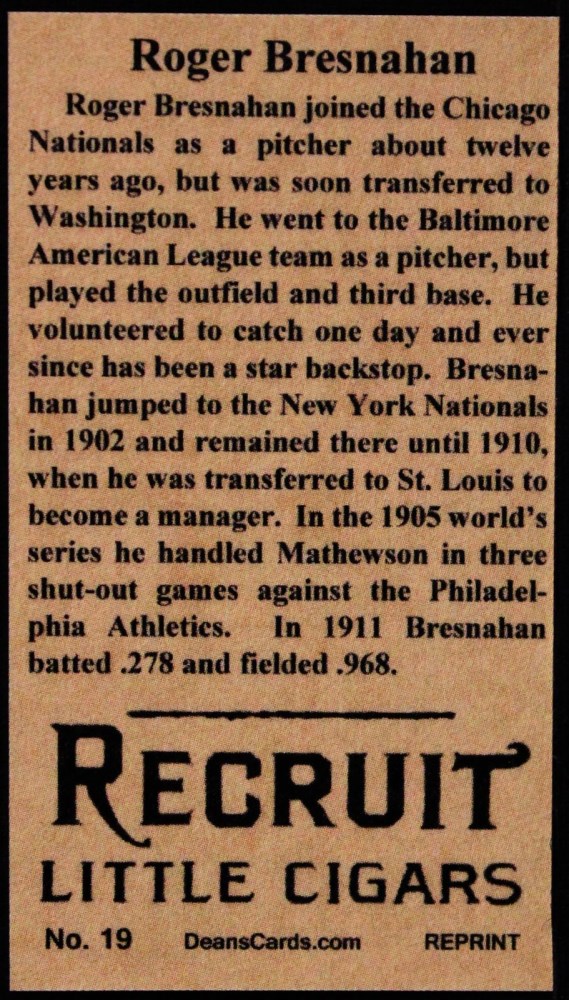 Roger Bresnahan
Roger Bresnahan joined the Chicago
Nationals as a pitcher about twelve
years ago, but was soon transferred to
Washington. He went to the Baltimore
American League team as a pitcher, but
played the outfield and third base. He
volunteered to catch one day and ever
since has been a star backstop. Bresna-
han jumped to the New York Nationals
in 1902 and remained there until 1910,
when he was transferred to St. Louis to
become a manager. In the 1905 world's
series he handled Mathewson in three
shut-out games against the Philadel-
phia Athletics. In 1911 Bresnahan
batted .278 and fielded .968.
RECRUIT
LITTLE CIGARS
No. 19 DeansCards.com REPRINT